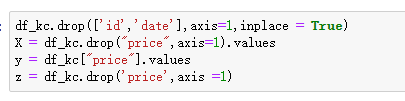 df_kc.drop(['id','date'],axis=1,inplace = True)
X = df_kc.drop("price",axis=1).values
y = df_kc["price"].values
z = df_kc.drop('price',axis =1)